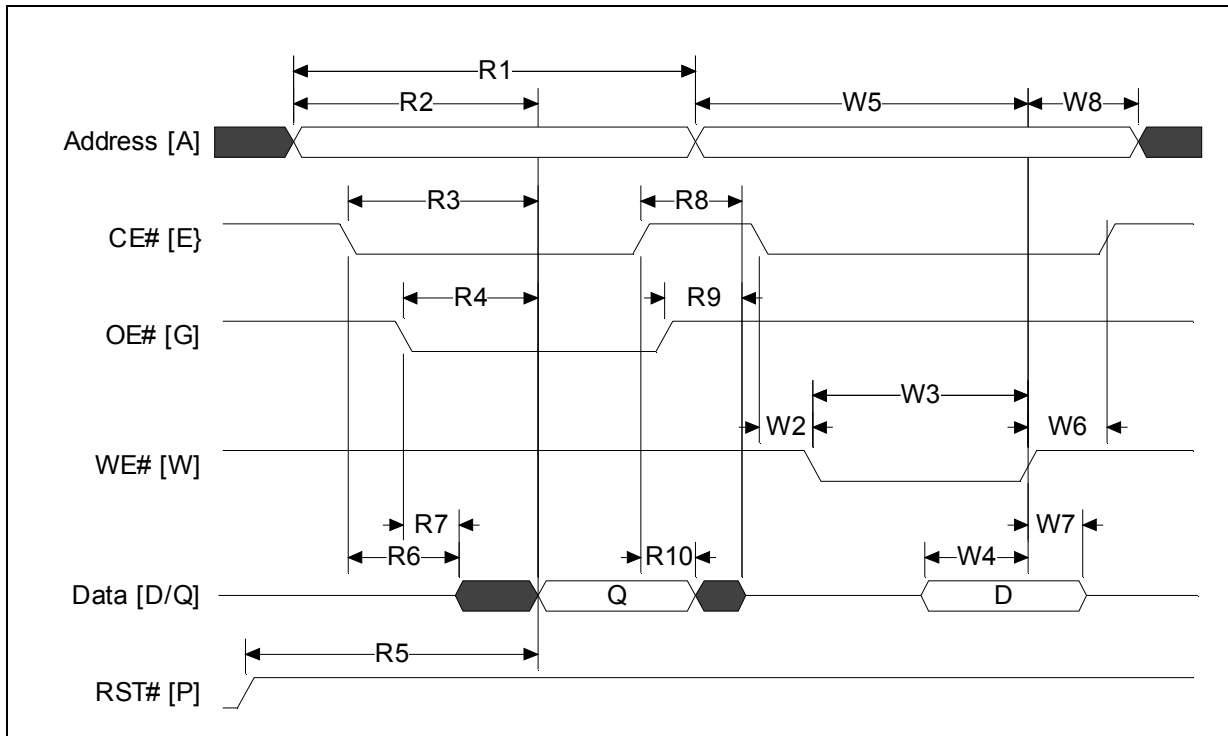 R1
R2
W5
W8
Address [A]
R3
R8
CE# [E}
R4
R9
OE# [G]
W3
W2
W6
WE# [W]
R7
W7
R6
R10
W4
Data [D/Q]
Q
D
R5
RST# [P]